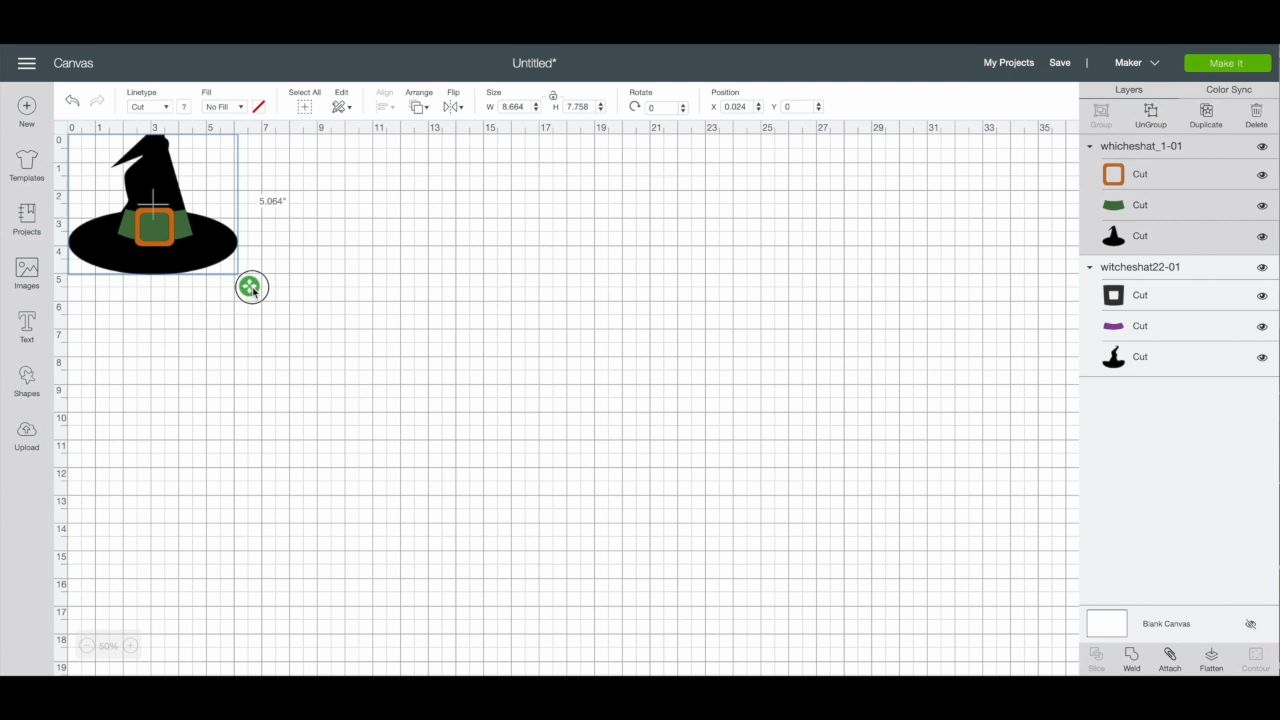 Canvas
Untitled*
My Projects Save | Maker Make It
Linetype Fill Select All Edit Align Arrange Flip Size Rotate Position
Cut ? No Fill W 8.664 H 7.758 0 X 0.024 Y 0
Layers Color Sync
Group UnGroup Duplicate Delete
New
Templates
Projects
Images
Text
Shapes
Upload
0 1 3 5 7 9 11 13 15 17 19 21 23 25 27 29 31 33 35
0
1
2
3
4
5
6
7
8
9
10
11
12
13
14
15
16
17
18
19
5.064"
50%
whicheshat_1-01
Cut
Cut
Cut
witcheshat22-01
Cut
Cut
Cut
Blank Canvas
Slice Weld Attach Flatten Contour